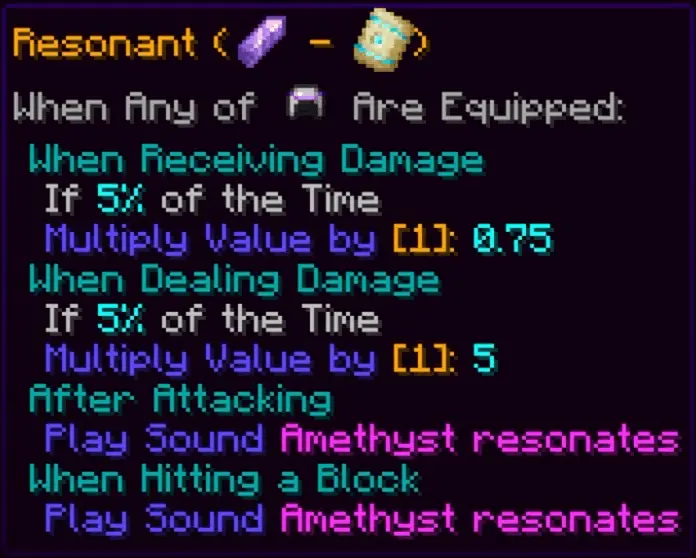 Resonant ( - )
When Any of Are Equipped:
When Receiving Damage
If 5% of the Time
Multiply Value by [1]: 0.75
When Dealing Damage
If 5% of the Time
Multiply Value by [1]: 5
After Attacking
Play Sound Amethyst resonates
When Hitting a Block
Play Sound Amethyst resonates